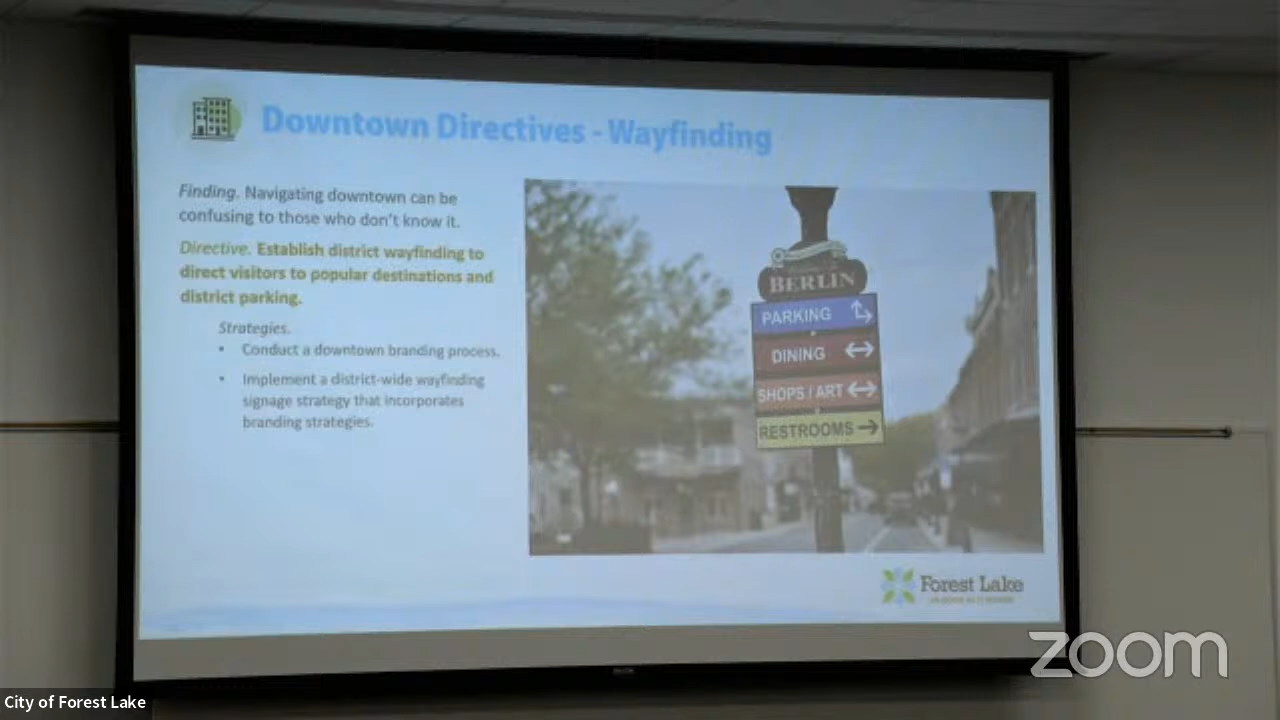 Downtown Directives - Wayfinding
Finding. Navigating downtown can be
confusing to those who don't know it.
Directive. Establish district wayfinding to
direct visitors to popular destinations and
district parking.
Strategies.
• Conduct a downtown branding process.
• Implement a district-wide wayfinding
signage strategy that incorporates
branding strategies.
BERLIN
PARKING
DINING
SHOPS / ART
RESTROOMS
Forest Lake
zoom
City of Forest Lake